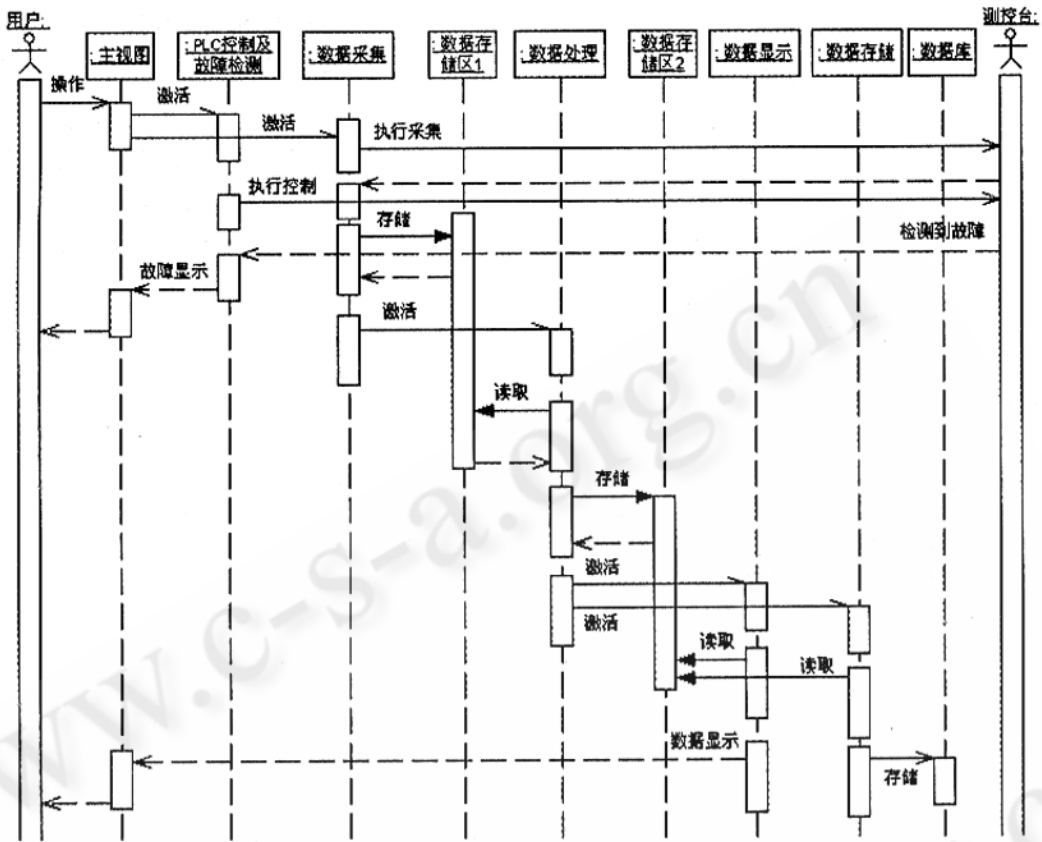 用户:
测控台:
: 主视图
: PLC控制及
故障检测
: 数据采集
: 数据存
储区1
: 数据处理
: 数据存
储区2
: 数据显示
: 数据存储
: 数据库
操作
激活
激活
执行采集
执行控制
存储
检测到故障
故障显示
激活
读取
存储
激活
激活
读取
读取
数据显示
存储
www.c-s-a.org.cn